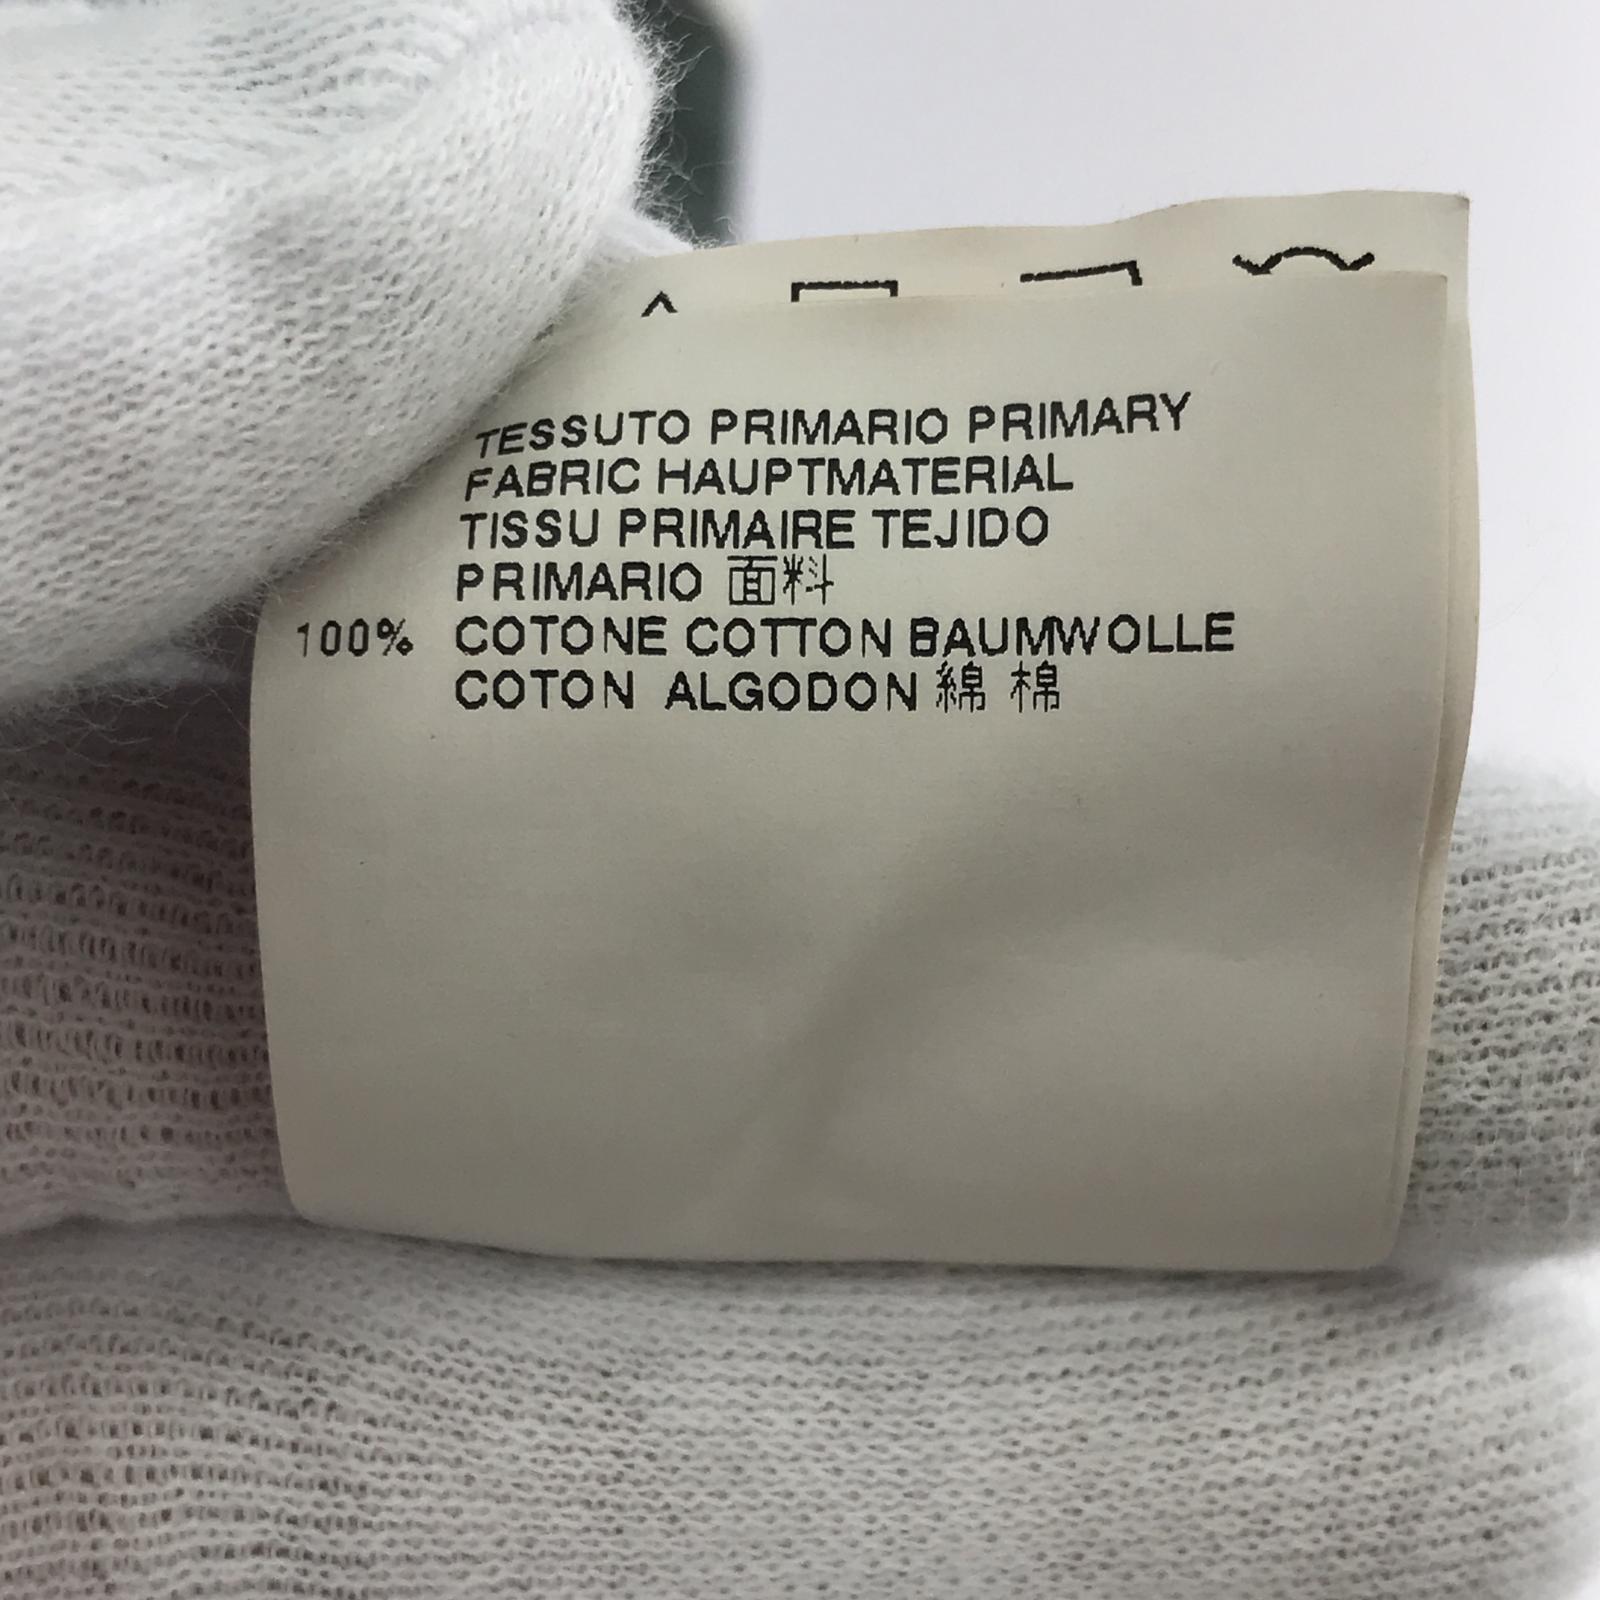 TESSUTO PRIMARIO PRIMARY
FABRIC HAUPTMATERIAL
TISSU PRIMAIRE TEJIDO
PRIMARIO 面料
100% COTONE COTTON BAUMWOLLE
COTON ALGODON 綿 棉